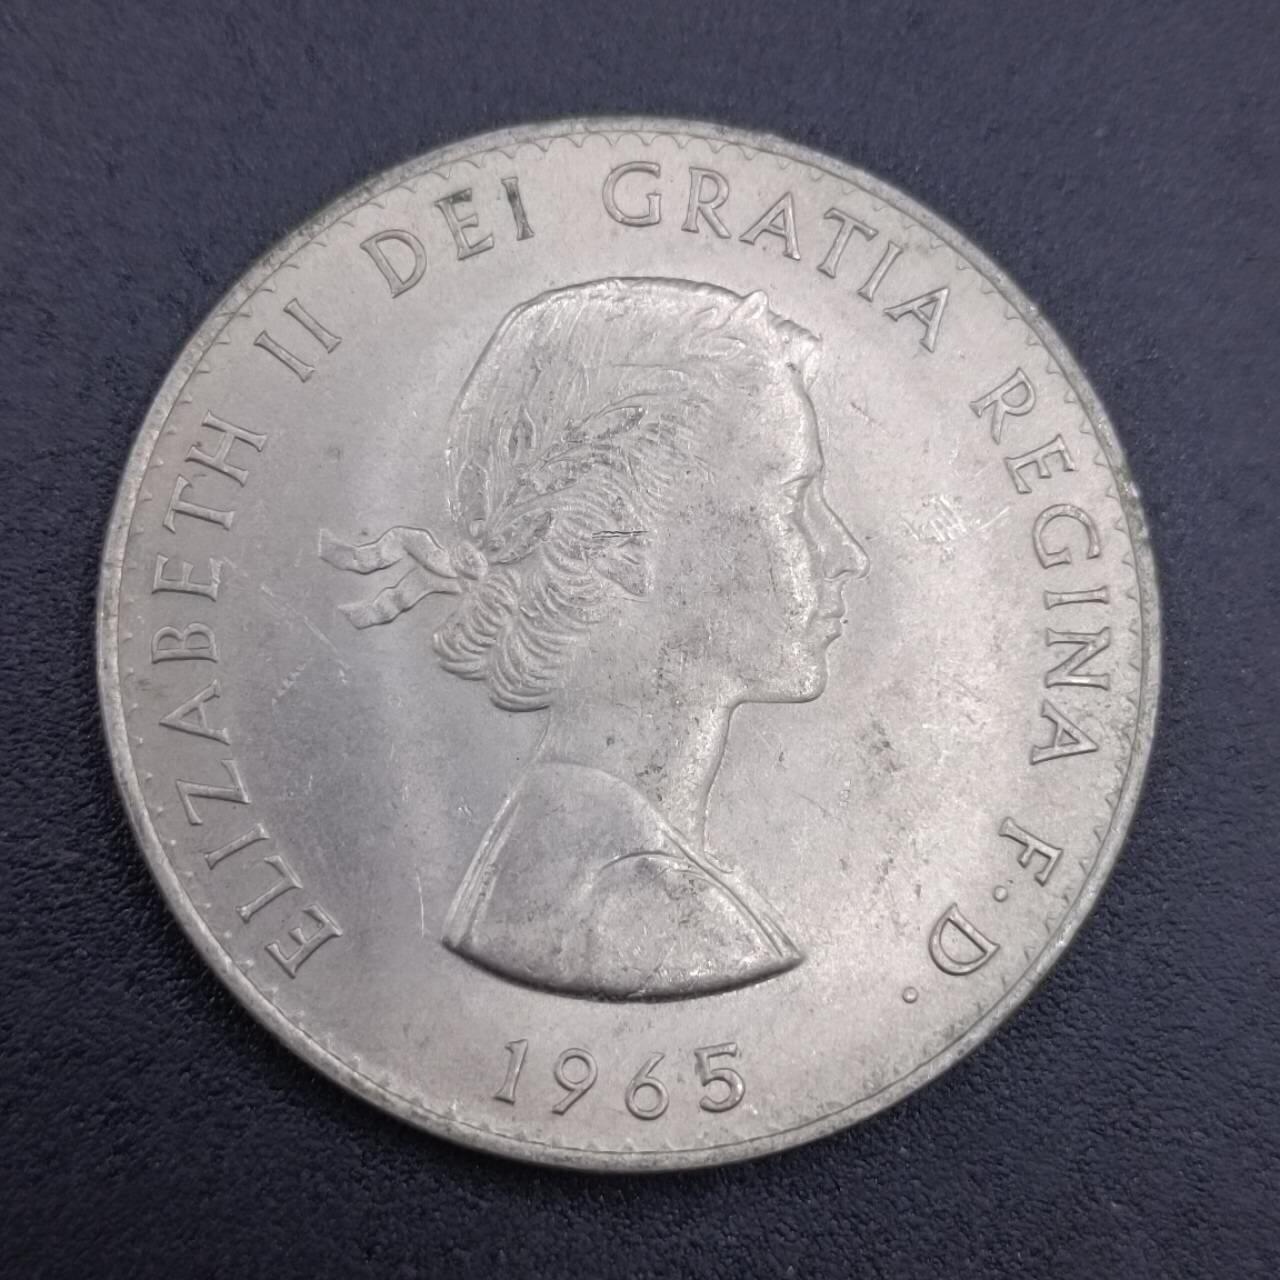 ELIZABETH II DEI GRATIA REGINA F·D·
1965